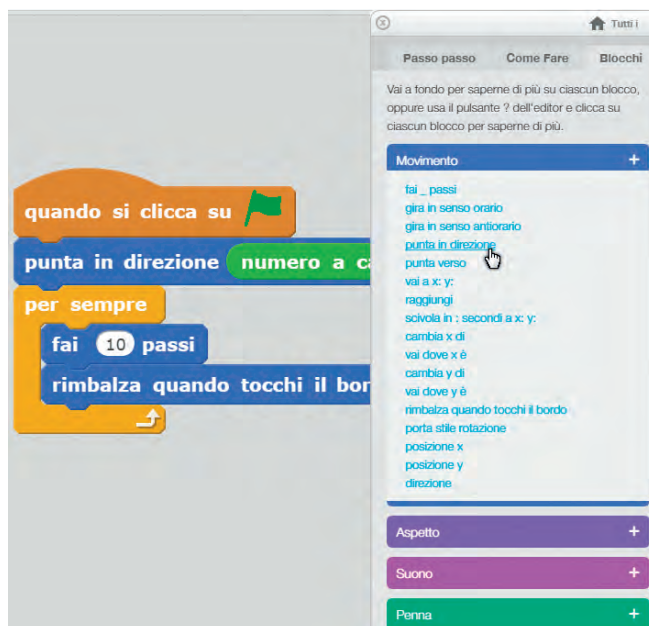 quando si clicca su
punta in direzione numero a
per sempre
fai 10 passi
rimbalza quando tocchi il
Tutti i
Passo passo Come Fare Blocchi
Vai a fondo per saperne di più su ciascun blocco,
oppure usa il pulsante ? dell'editor e clicca su
ciascun blocco per saperne di più.
Movimento +
fai _ passi
gira in senso orario
gira in senso antiorario
punta in direzione
punta verso
vai a x: y:
raggiungi
scivola in : secondi a x: y:
cambia x di
vai dove x è
cambia y di
vai dove y è
rimbalza quando tocchi il bordo
porta stile rotazione
posizione x
posizione y
direzione
Aspetto +
Suono +
Penna +